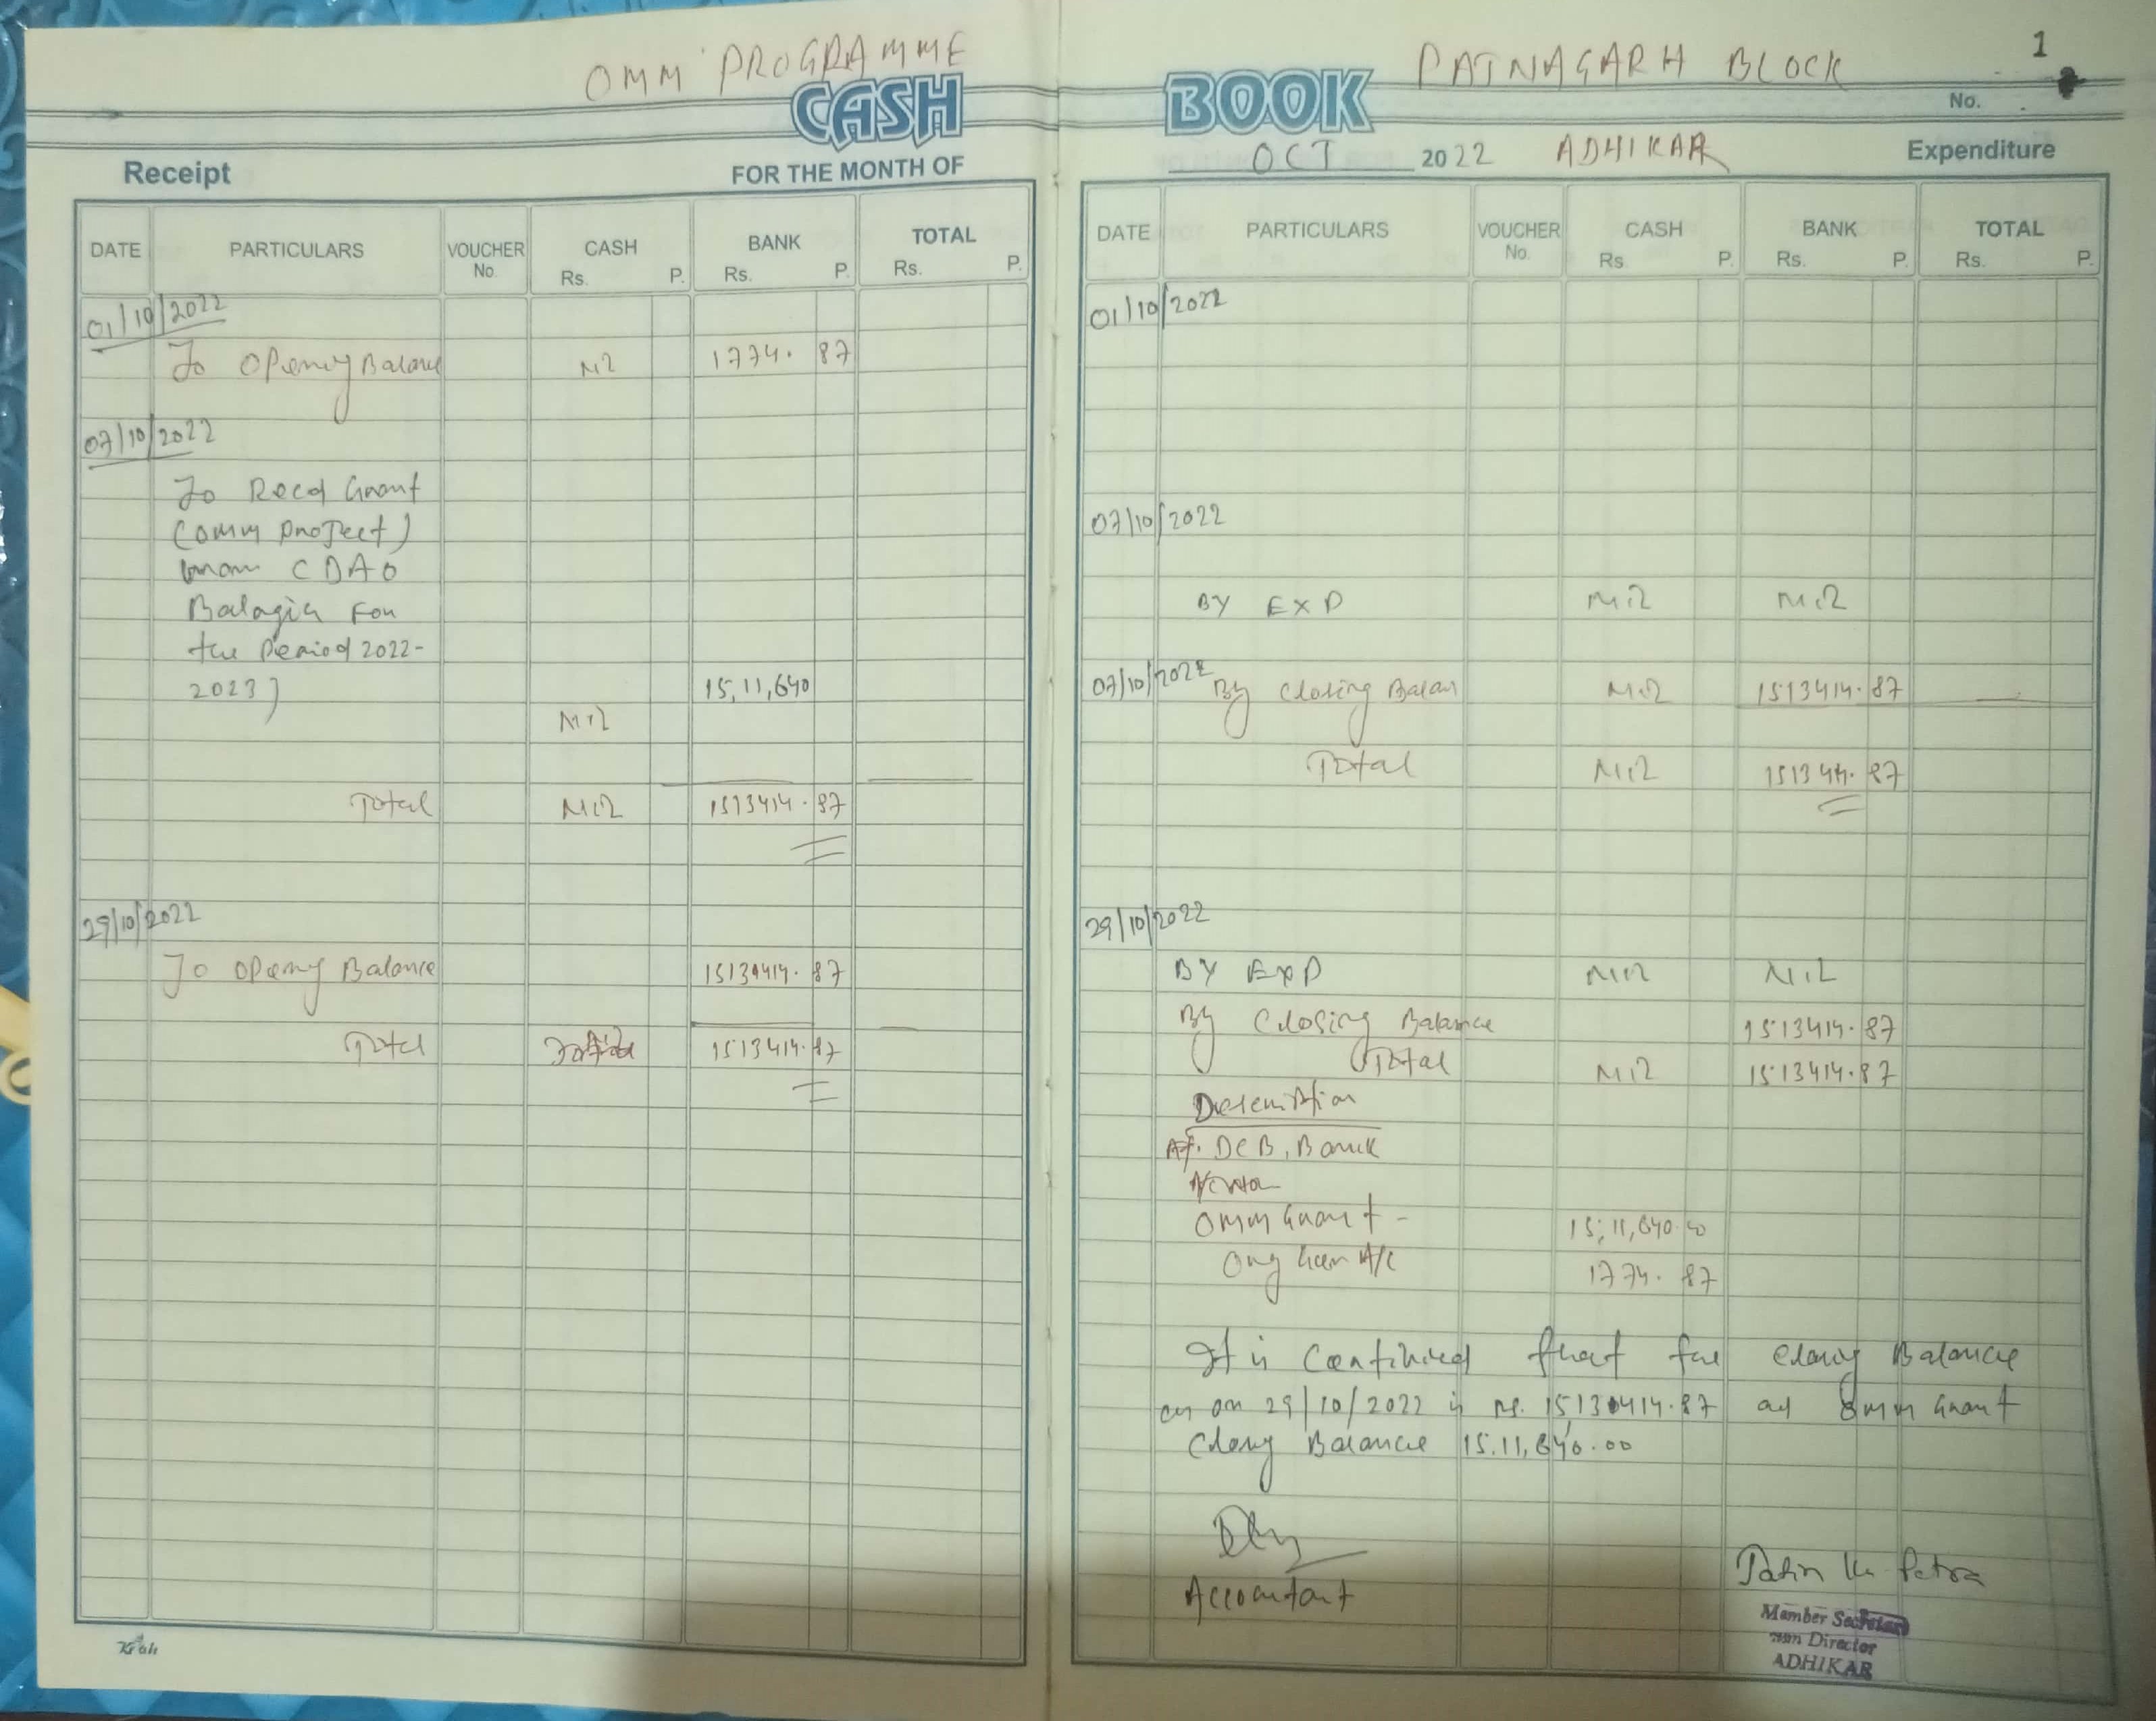 OMM PROGRAMME
PATNAGARH BLOCK
1
CASH BOOK
No.
Receipt
FOR THE MONTH OF
OCT 2022 ADHIKAR
Expenditure
DATE PARTICULARS VOUCHER No. CASH Rs. P. BANK Rs. P. TOTAL Rs. P.
01/10/2022
To Opening Balance Nil 1774. 87
07/10/2022
To Recd Grant
(OMM Project)
from CDAO
Balagir For
the Period 2022-
2023) 15,11,640
Nil
Total Nil 1513414.87
29/10/2022
To Opening Balance 1513414.87
Total 1513414.87
Krali
DATE PARTICULARS VOUCHER No. CASH Rs. P. BANK Rs. P. TOTAL Rs. P.
01/10/2022
07/10/2022
BY EXP Nil Nil
07/10/2022 By Closing Balan Nil 1513414.87
Total Nil 1513414.87
29/10/2022
BY EXP Nil NIL
By Closing Balance 1513414.87
Total Nil 1513414.87
At. DCB, Bank
OMM Grant - 15,11,640.00
Org Gen A/C 1774. 87
It is Certified that the Closing Balance
as on 29/10/2022 is Rs. 1513414.87 and OMM Grant
Closing Balance 15.11,640.00
Accountant
Member Secretary
cum Director
ADHIKAR